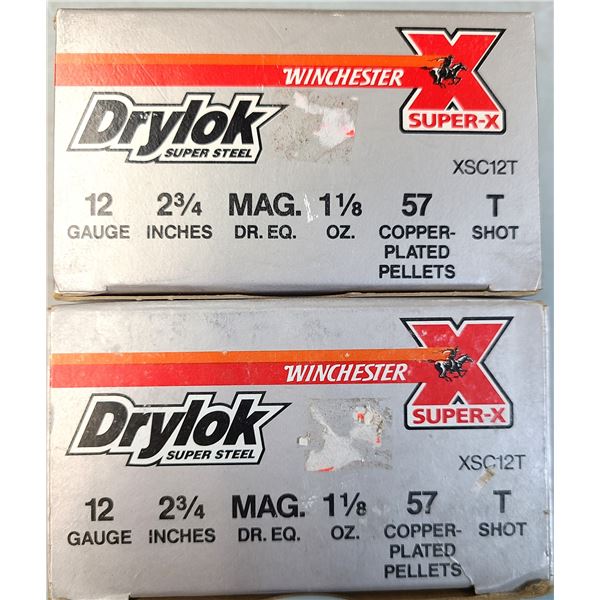 WINCHESTER
X
SUPER-X
Drylok
SUPER STEEL
XSC12T
12 2¾ MAG. 1⅛ 57 T
GAUGE INCHES DR. EQ. OZ. COPPER- SHOT
PLATED
PELLETS
WINCHESTER
X
SUPER-X
Drylok
SUPER STEEL
XSC12T
12 2¾ MAG. 1⅛ 57 T
GAUGE INCHES DR. EQ. OZ. COPPER- SHOT
PLATED
PELLETS